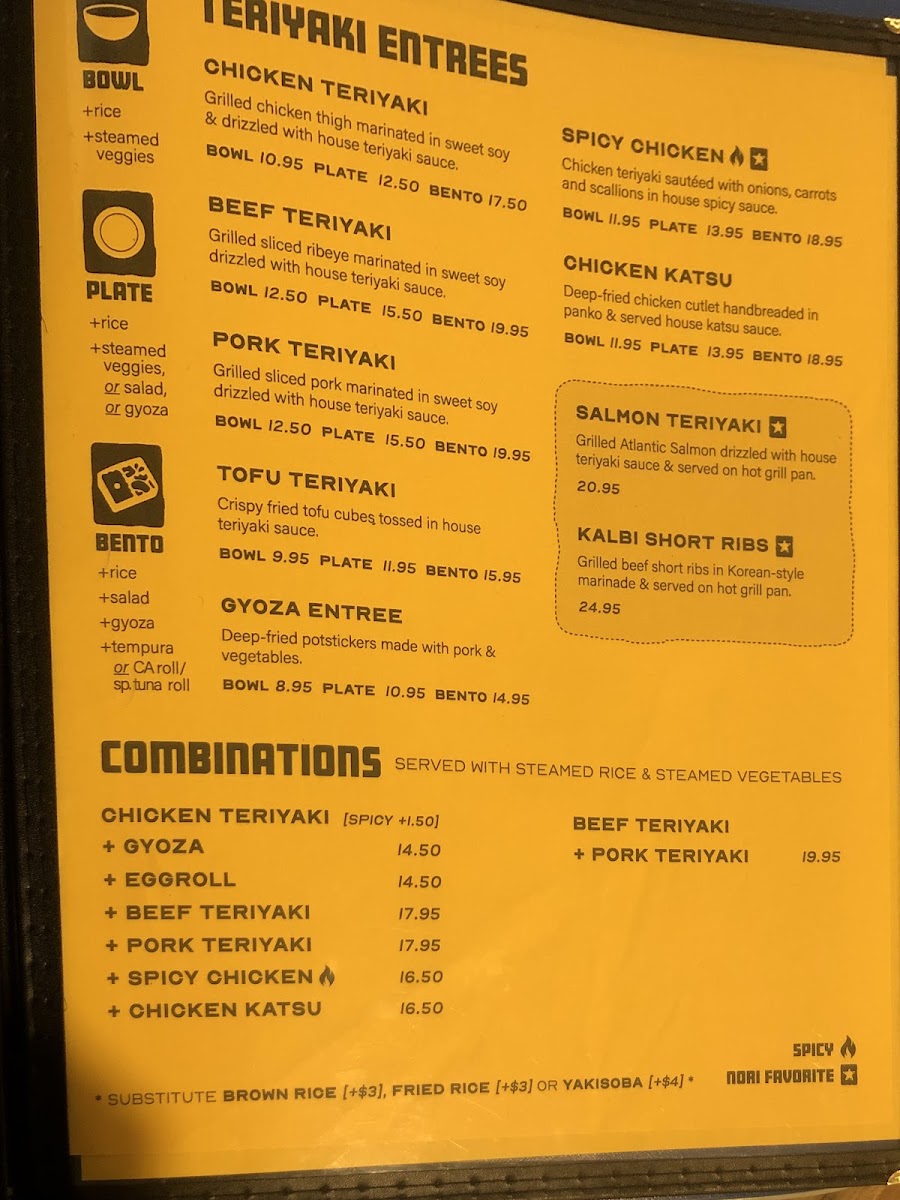 BOWL
+rice
+steamed
veggies
PLATE
+rice
+steamed
veggies,
or salad,
or gyoza
BENTO
+rice
+salad
+gyoza
+tempura
or CA roll/
sp. tuna roll
TERIYAKI ENTREES
CHICKEN TERIYAKI
Grilled chicken thigh marinated in sweet soy
& drizzled with house teriyaki sauce.
BOWL 10.95 PLATE 12.50 BENTO 17.50
BEEF TERIYAKI
Grilled sliced ribeye marinated in sweet soy
drizzled with house teriyaki sauce.
BOWL 12.50 PLATE 15.50 BENTO 19.95
PORK TERIYAKI
Grilled sliced pork marinated in sweet soy
drizzled with house teriyaki sauce.
BOWL 12.50 PLATE 15.50 BENTO 19.95
TOFU TERIYAKI
Crispy fried tofu cubes tossed in house
teriyaki sauce.
BOWL 9.95 PLATE 11.95 BENTO 15.95
GYOZA ENTREE
Deep-fried potstickers made with pork &
vegetables.
BOWL 8.95 PLATE 10.95 BENTO 14.95
SPICY CHICKEN
Chicken teriyaki sautéed with onions, carrots
and scallions in house spicy sauce.
BOWL 11.95 PLATE 13.95 BENTO 18.95
CHICKEN KATSU
Deep-fried chicken cutlet handbreaded in
panko & served house katsu sauce.
BOWL 11.95 PLATE 13.95 BENTO 18.95
SALMON TERIYAKI
Grilled Atlantic Salmon drizzled with house
teriyaki sauce & served on hot grill pan.
20.95
KALBI SHORT RIBS
Grilled beef short ribs in Korean-style
marinade & served on hot grill pan.
24.95
COMBINATIONS SERVED WITH STEAMED RICE & STEAMED VEGETABLES
CHICKEN TERIYAKI [SPICY +1.50]
+ GYOZA 14.50
+ EGGROLL 14.50
+ BEEF TERIYAKI 17.95
+ PORK TERIYAKI 17.95
+ SPICY CHICKEN 16.50
+ CHICKEN KATSU 16.50
BEEF TERIYAKI
+ PORK TERIYAKI 19.95
SPICY
NORI FAVORITE
* SUBSTITUTE BROWN RICE [+$3], FRIED RICE [+$3] OR YAKISOBA [+$4] *